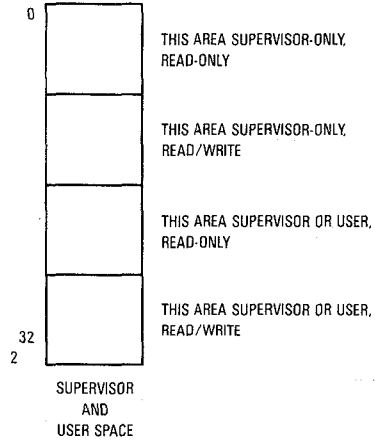 0
THIS AREA SUPERVISOR-ONLY,
READ-ONLY
THIS AREA SUPERVISOR-ONLY,
READ/WRITE
THIS AREA SUPERVISOR OR USER,
READ-ONLY
THIS AREA SUPERVISOR OR USER,
READ/WRITE
32
2
SUPERVISOR
AND
USER SPACE